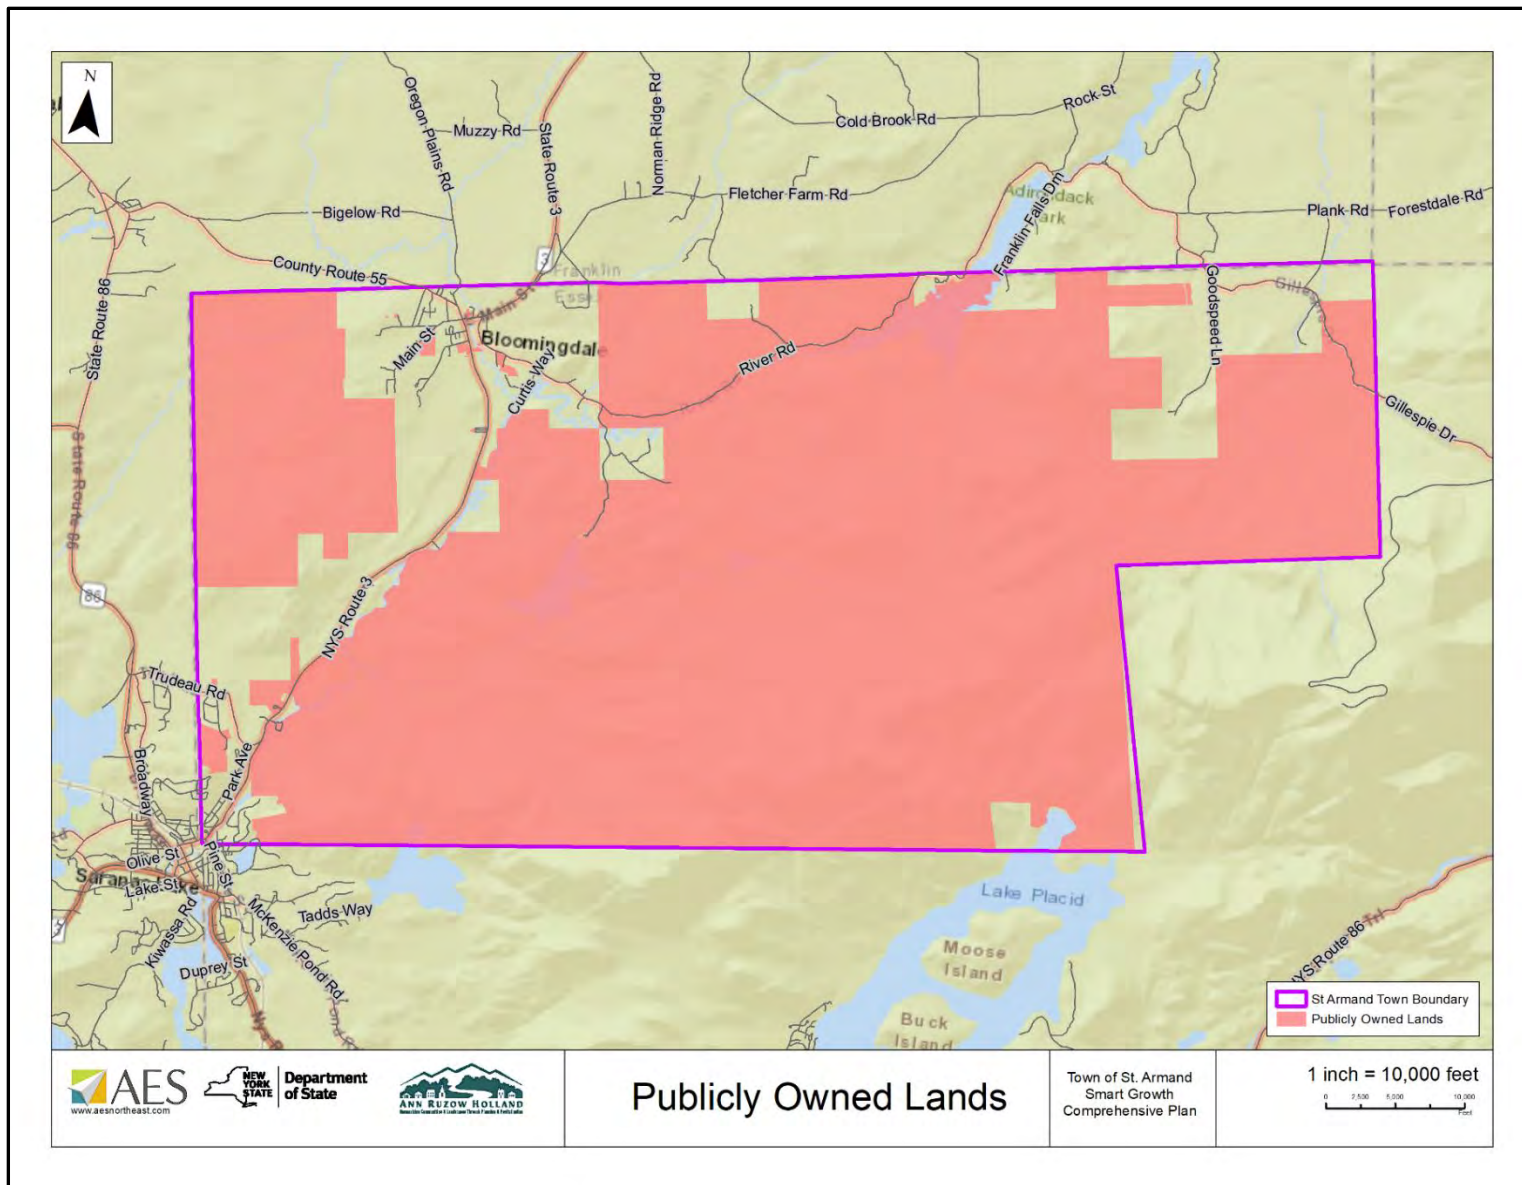 N
Oregon Plains Rd
Muzzy Rd
State Route 3
Norman Ridge Rd
Cold Brook Rd
Rock St
Fletcher Farm Rd
Bigelow Rd
Adirondack
Park
Franklin Falls Dm
Plank Rd
Forestdale Rd
County Route 55
3
Franklin
State Route 86
Main St
Goodspeed Ln
Main St
Bloomingdale
Curtis Way
River Rd
Gillespie Dr
State Route 86
86
NYS Route 3
Trudeau Rd
Broadway
Park Ave
Olive St
Pine St
Lake St
Kiwassa Rd
McKenzie Pond Rd
Tadds Way
Duprey St
Lake Placid
Moose
Island
Buck
Island
NYS Route 86
St Armand Town Boundary
Publicly Owned Lands
AES
www.aesnortheast.com
NEW
YORK
STATE
Department
of State
ANN RUZOW HOLLAND
Publicly Owned Lands
Town of St. Armand
Smart Growth
Comprehensive Plan
1 inch = 10,000 feet
0 2,500 5,000 10,000
Feet